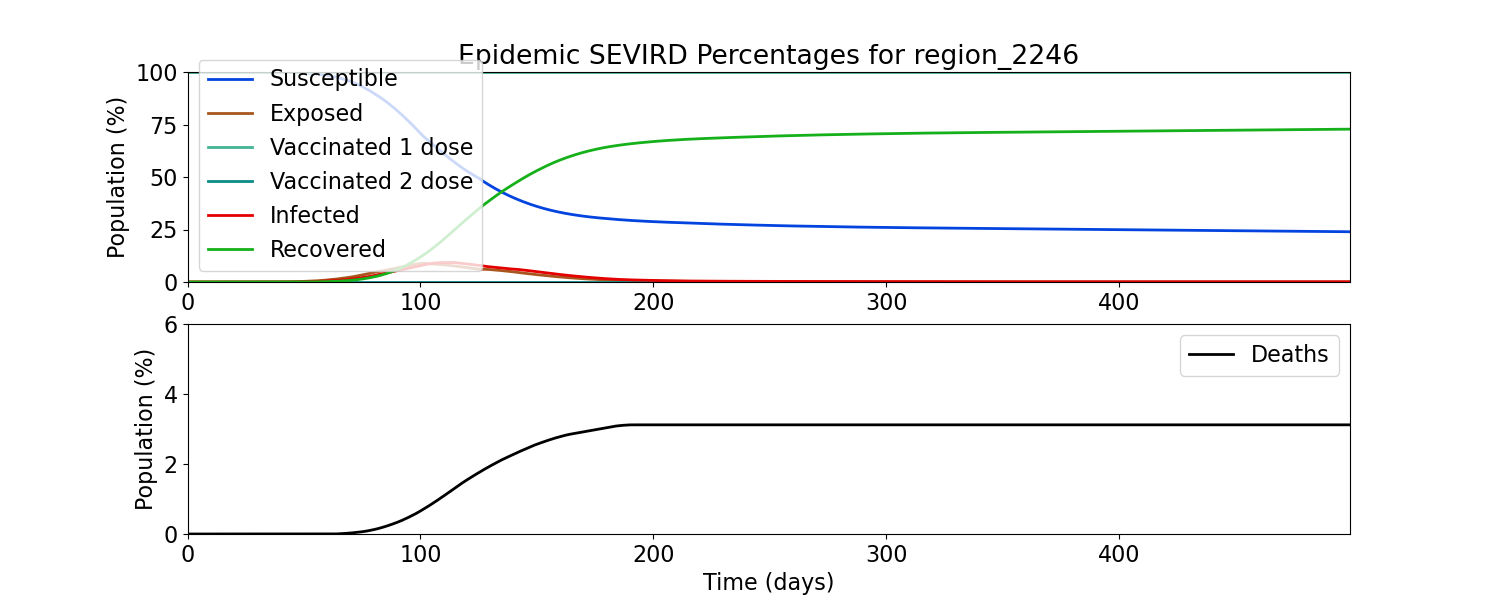 Epidemic SEVIRD Percentages for region_2246
Population (%)
100
75
50
25
0
Susceptible
Exposed
Vaccinated 1 dose
Vaccinated 2 dose
Infected
Recovered
0 100 200 300 400
Population (%)
6
4
2
0
Deaths
0 100 200 300 400
Time (days)